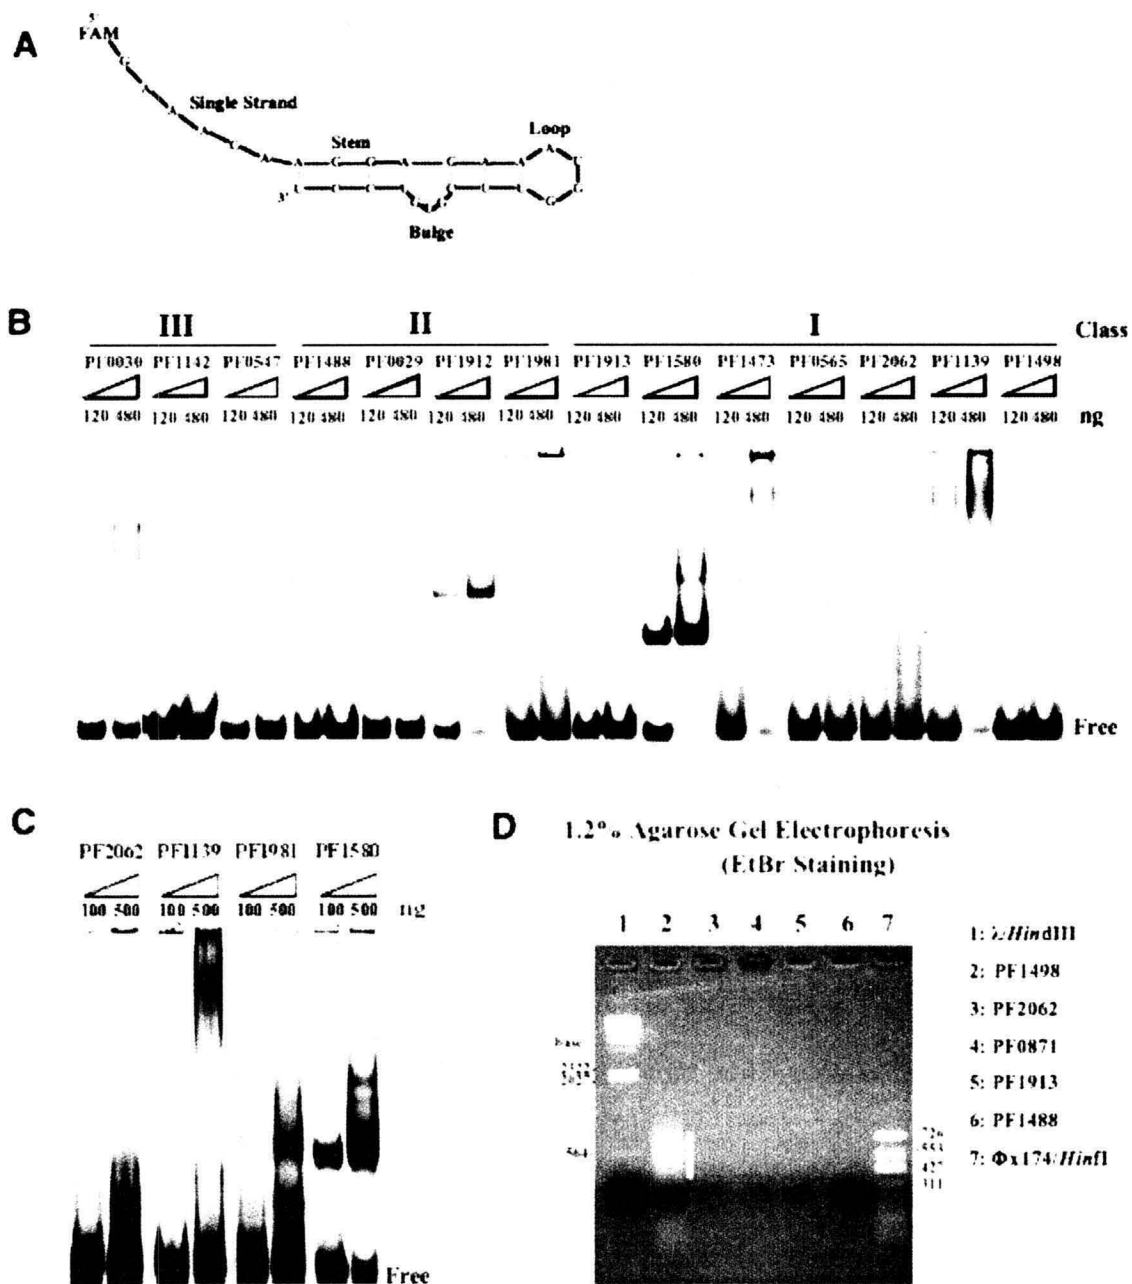 A
5'
FAM
Single Strand
Stem
Loop
3'
Bulge
B
III II I Class
PF0030 PF1142 PF0547 PF1488 PF0029 PF1912 PF1981 PF1913 PF1580 PF1473 PF0565 PF2062 PF1139 PF1498
120 480 120 480 120 480 120 480 120 480 120 480 120 480 120 480 120 480 120 480 120 480 120 480 120 480 120 480 ng
Free
C
PF2062 PF1139 PF1981 PF1580
100 500 100 500 100 500 100 500 ng
Free
D
1.2% Agarose Gel Electrophoresis
(EtBr Staining)
1 2 3 4 5 6 7
Base
564
726
553
427
311
1: λ/HindIII
2: PF1498
3: PF2062
4: PF0871
5: PF1913
6: PF1488
7: Φx174/HinfI